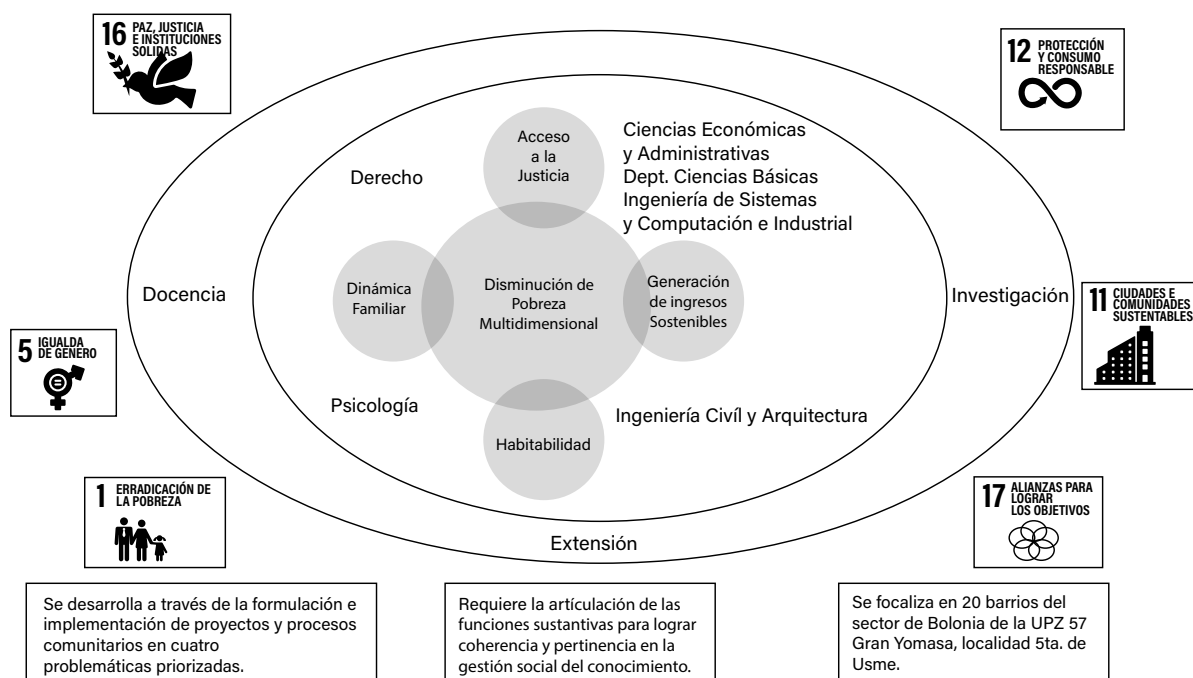 16 PAZ, JUSTICIA
E INSTITUCIONES
SOLIDAS
12 PROTECCIÓN
Y CONSUMO
RESPONSABLE
Acceso
a la
Justicia
Derecho
Ciencias Económicas
y Administrativas
Dept. Ciencias Básicas
Ingeniería de Sistemas
y Computación e Industrial
Docencia
Dinámica
Familiar
Disminución de
Pobreza
Multidimensional
Generación
de ingresos
Sostenibles
Investigación
11 CIUDADES E
COMUNIDADES
SUSTENTABLES
5 IGUALDA
DE GENERO
Psicología
Habitabilidad
Ingeniería Civíl y Arquitectura
1 ERRADICACIÓN DE
LA POBREZA
17 ALIANZAS PARA
LOGRAR
LOS OBJETIVOS
Extensión
Se desarrolla a través de la formulación e
implementación de proyectos y procesos
comunitarios en cuatro
problemáticas priorizadas.
Requiere la artículación de las
funciones sustantivas para lograr
coherencia y pertinencia en la
gestión social del conocimiento.
Se focaliza en 20 barrios del
sector de Bolonia de la UPZ 57
Gran Yomasa, localidad 5ta. de
Usme.